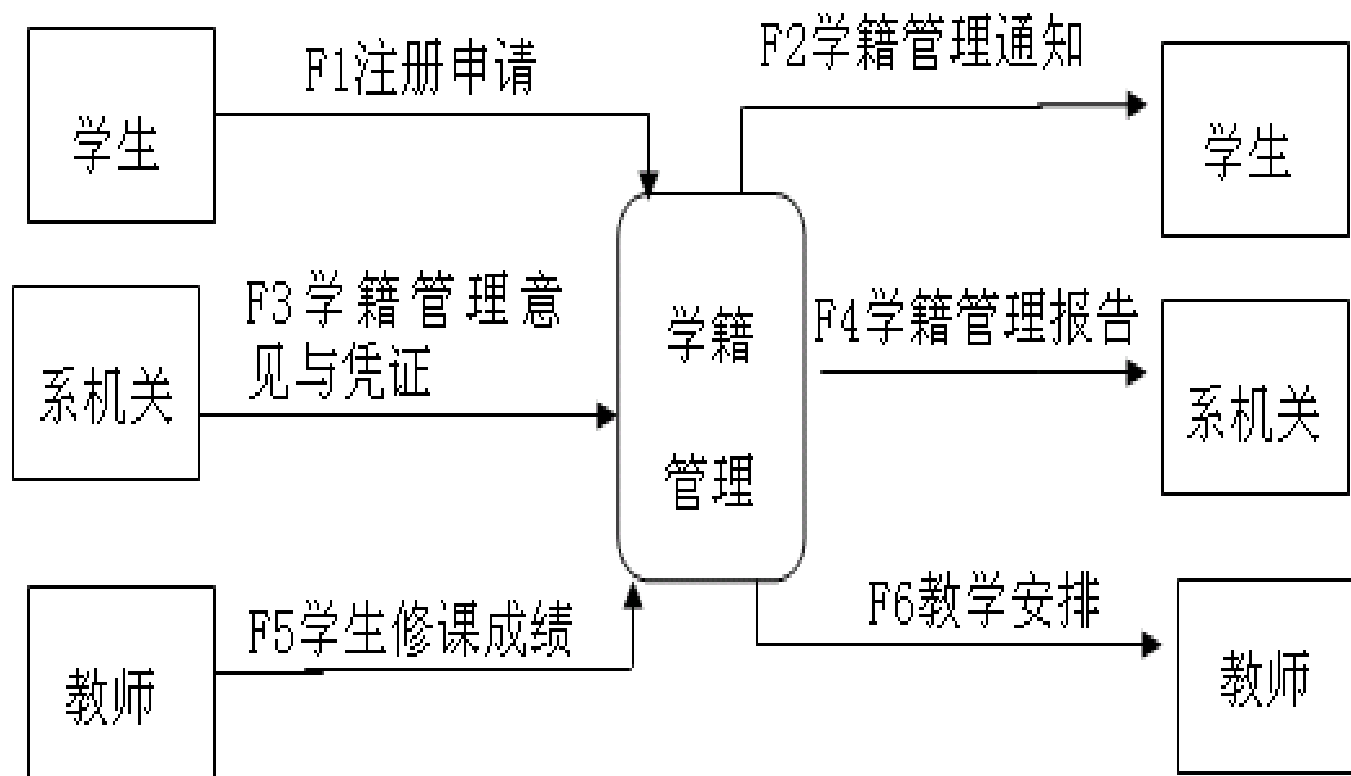 F1注册申请
F2学籍管理通知
学生
学生
F3学籍管理意
见与凭证
学籍
管理
F4学籍管理报告
系机关
系机关
F5学生修课成绩
F6教学安排
教师
教师